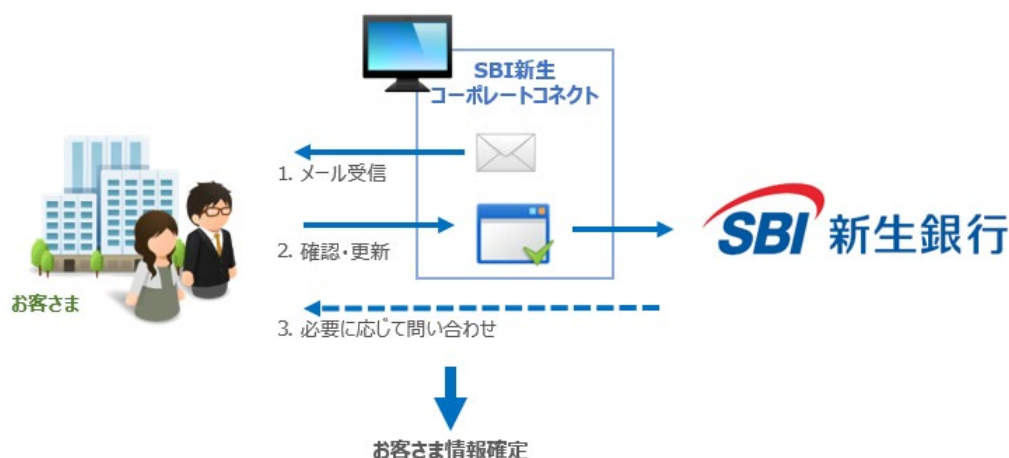 SBI新生
コーポレートコネクト
1. メール受信
2. 確認・更新
SBI 新生銀行
お客さま
3. 必要に応じて問い合わせ
お客さま情報確定